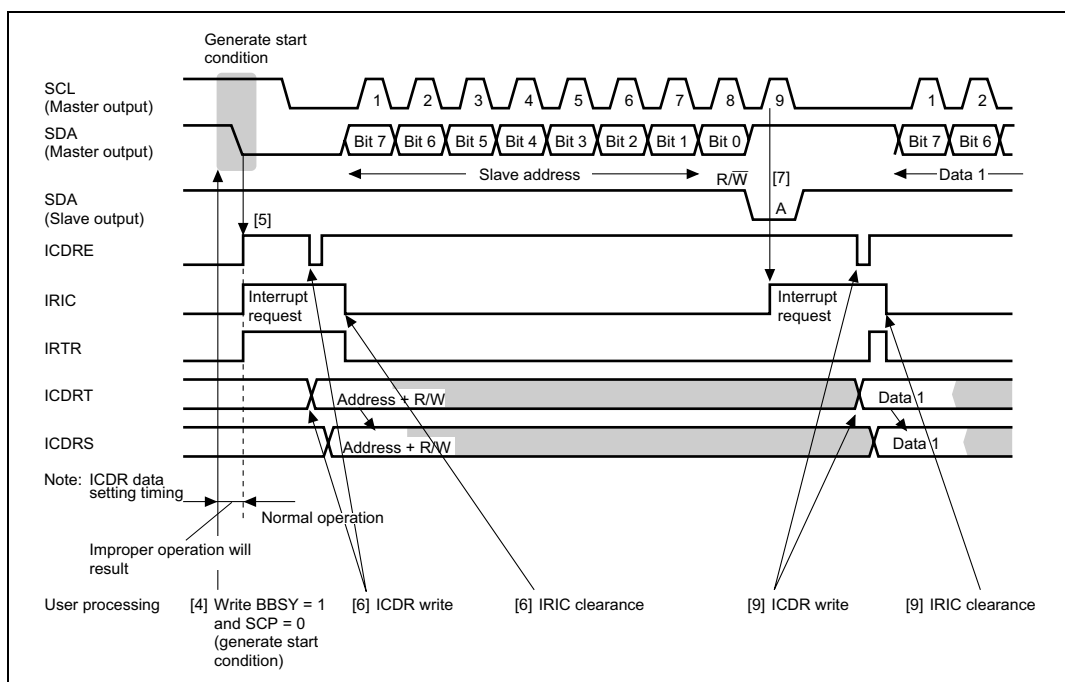 Generate start
condition
SCL
(Master output)
1 2 3 4 5 6 7 8 9 1 2
SDA
(Master output)
Bit 7 Bit 6 Bit 5 Bit 4 Bit 3 Bit 2 Bit 1 Bit 0 Bit 7 Bit 6
Slave address R/W̅ [7] Data 1
SDA
(Slave output)
A
[5]
ICDRE
IRIC
Interrupt
request
Interrupt
request
IRTR
ICDRT
Address + R/W
Data 1
ICDRS
Address + R/W
Data 1
Note: ICDR data
setting timing
Normal operation
Improper operation will
result
User processing
[4] Write BBSY = 1
and SCP = 0
(generate start
condition)
[6] ICDR write
[6] IRIC clearance
[9] ICDR write
[9] IRIC clearance